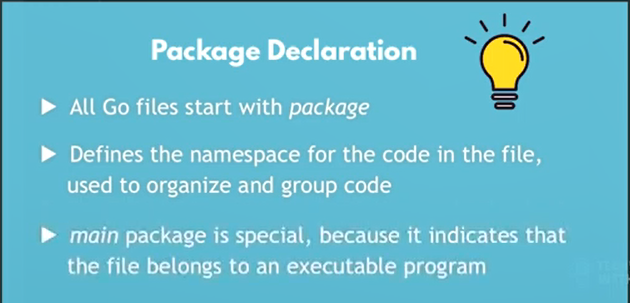 Package Declaration
▶ All Go files start with package
▶ Defines the namespace for the code in the file,
used to organize and group code
▶ main package is special, because it indicates that
the file belongs to an executable program